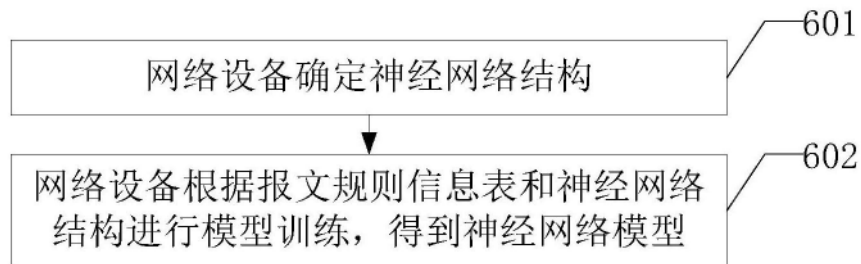 601
网络设备确定神经网络结构
602
网络设备根据报文规则信息表和神经网络
结构进行模型训练，得到神经网络模型